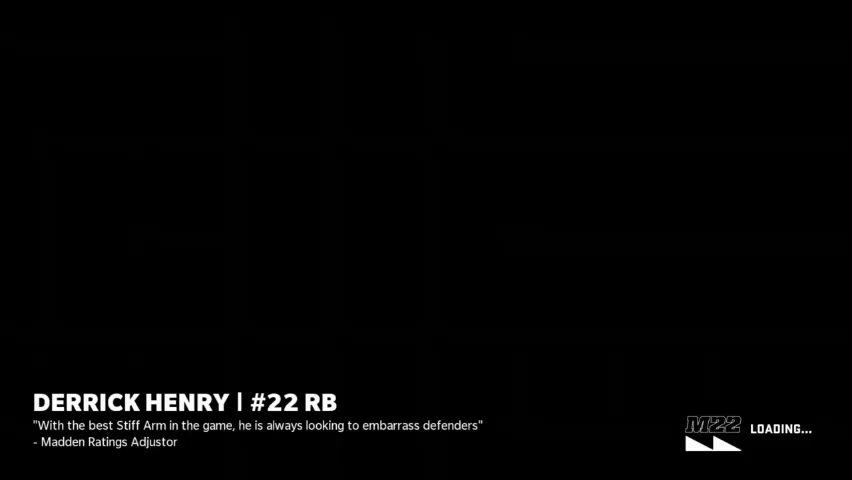 DERRICK HENRY | #22 RB
"With the best Stiff Arm in the game, he is always looking to embarrass defenders"
- Madden Ratings Adjustor
M22
LOADING...